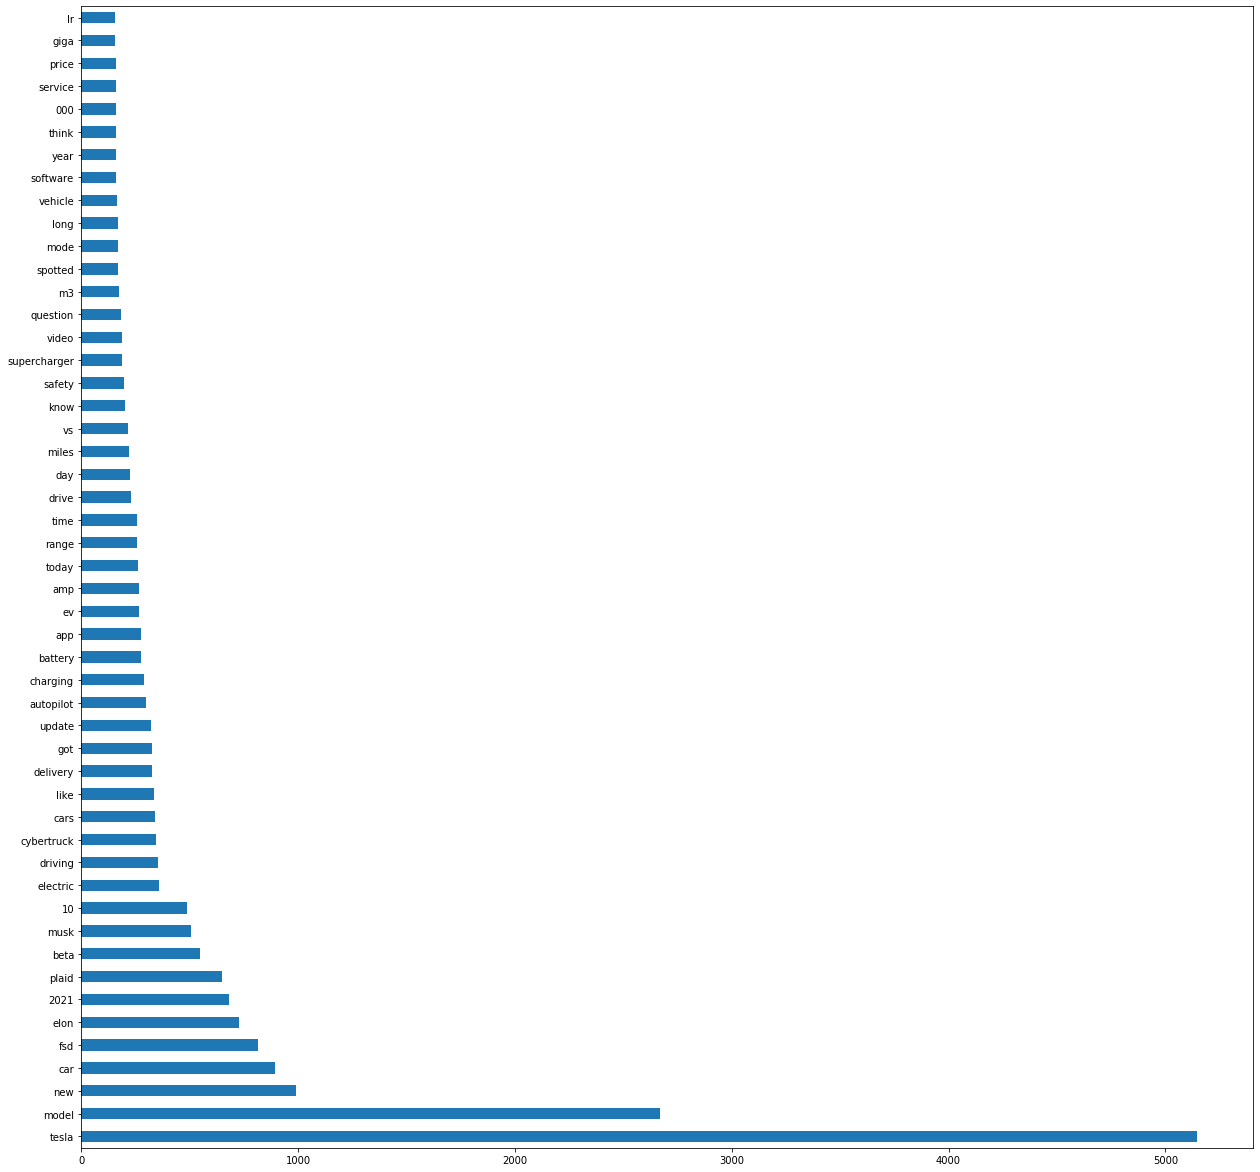 lr
giga
price
service
000
think
year
software
vehicle
long
mode
spotted
m3
question
video
supercharger
safety
know
vs
miles
day
drive
time
range
today
amp
ev
app
battery
charging
autopilot
update
got
delivery
like
cars
cybertruck
driving
electric
10
musk
beta
plaid
2021
elon
fsd
car
new
model
tesla
0 1000 2000 3000 4000 5000